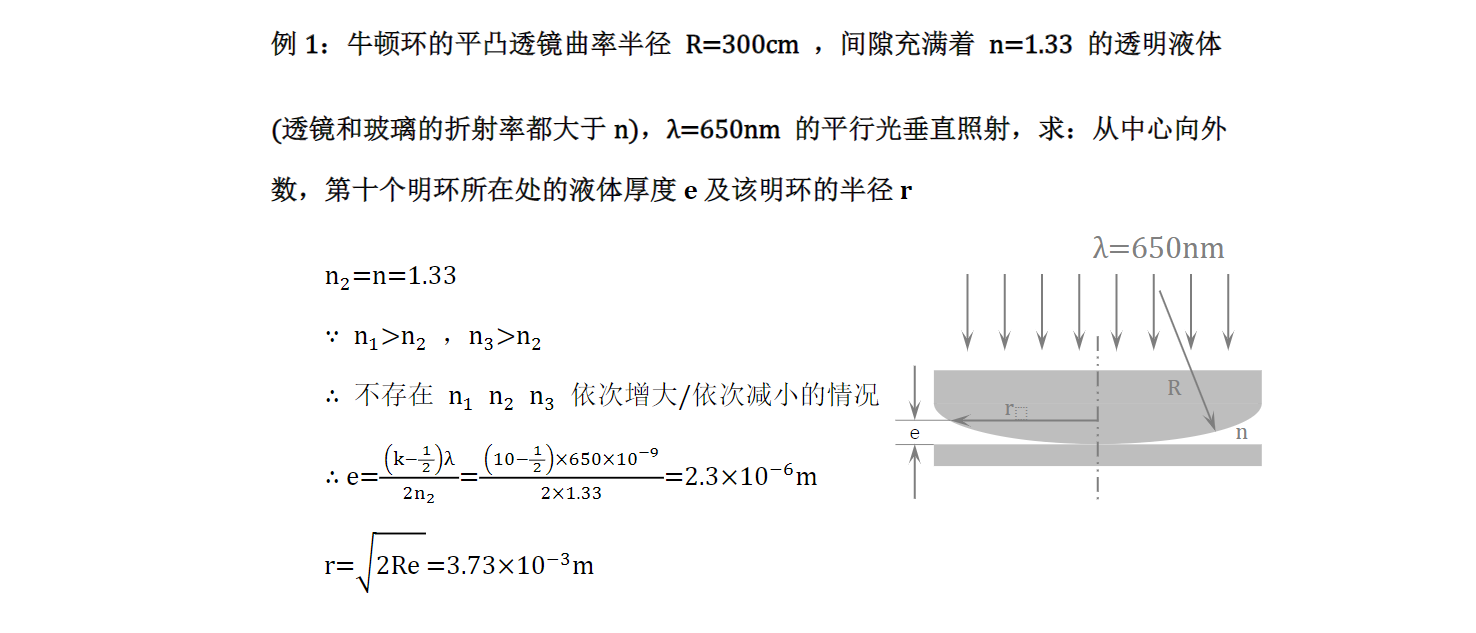 例 1：牛顿环的平凸透镜曲率半径 R=300cm ，间隙充满着 n=1.33 的透明液体
(透镜和玻璃的折射率都大于 n)，λ=650nm 的平行光垂直照射，求：从中心向外
数，第十个明环所在处的液体厚度 e 及该明环的半径 r
n₂=n=1.33
∵ n₁>n₂ ，n₃>n₂
∴ 不存在 n₁ n₂ n₃ 依次增大/依次减小的情况
∴ e=\frac{(k-\frac{1}{2})λ}{2n₂}=\frac{(10-\frac{1}{2})×650×10⁻⁹}{2×1.33}=2.3×10⁻⁶m
r=√(2Re)=3.73×10⁻³m
λ=650nm
R
r
e
n